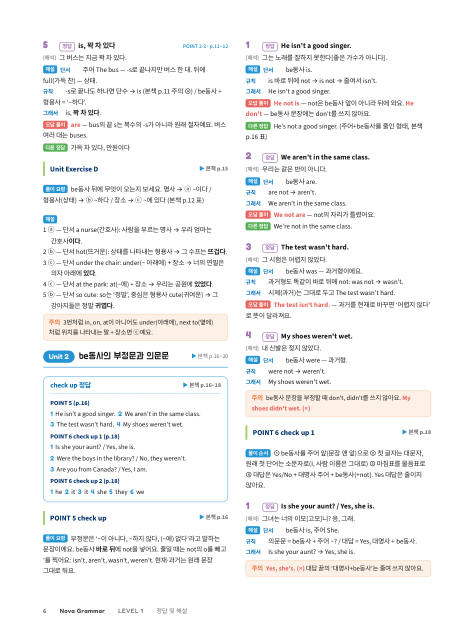 5 정답 is, 꽉 차 있다 POINT 2-3· p.11~12
[해석] 그 버스는 지금 꽉 차 있다.
해설 단서 주어 The bus — -s로 끝나지만 버스 한 대. 뒤에
full(가득 찬) — 상태.
규칙 -s로 끝나도 하나면 단수 → is (본책 p.11 주의 ②) / be동사 +
형용사 = '~하다'.
그래서 is, 꽉 차 있다.
오답 풀이 are — bus의 끝 s는 복수의 -s가 아니라 원래 철자예요. 버스
여러 대는 buses.
다른 정답 가득 차 있다, 만원이다
Unit Exercise D ▶ 본책 p.15
풀이 요령 be동사 뒤에 무엇이 오는지 보세요. 명사 → ⓐ ~이다 /
형용사(상태) → ⓑ ~하다 / 장소 → ⓒ ~에 있다 (본책 p.12 표)
해설
1 ⓐ — 단서 a nurse(간호사): 사람을 부르는 명사 → 우리 엄마는
간호사이다.
2 ⓑ — 단서 hot(뜨거운): 상태를 나타내는 형용사 → 그 수프는 뜨겁다.
3 ⓒ — 단서 under the chair: under(~ 아래에) + 장소 → 너의 연필은
의자 아래에 있다.
4 ⓒ — 단서 at the park: at(~에) + 장소 → 우리는 공원에 있었다.
5 ⓑ — 단서 so cute: so는 '정말', 중심은 형용사 cute(귀여운) → 그
강아지들은 정말 귀엽다.
주의 3번처럼 in, on, at이 아니어도 under(아래에), next to(옆에)
처럼 위치를 나타내는 말 + 장소면 ⓒ예요.
Unit 2 be동사의 부정문과 의문문 ▶ 본책 p.16~20
check up 정답 ▶ 본책 p.16~18
POINT 5 (p.16)
1 He isn't a good singer. 2 We aren't in the same class.
3 The test wasn't hard. 4 My shoes weren't wet.
POINT 6 check up 1 (p.18)
1 Is she your aunt? / Yes, she is.
2 Were the boys in the library? / No, they weren't.
3 Are you from Canada? / Yes, I am.
POINT 6 check up 2 (p.18)
1 he 2 it 3 it 4 she 5 they 6 we
POINT 5 check up ▶ 본책 p.16
풀이 요령 부정문은 '~이 아니다, ~하지 않다, (~에) 없다'라고 말하는
문장이에요. be동사 바로 뒤에 not을 넣어요. 줄일 때는 not의 o를 빼고
'를 찍어요: isn't, aren't, wasn't, weren't. 현재·과거는 원래 문장
그대로 둬요.
1 정답 He isn't a good singer.
[해석] 그는 노래를 잘하지 못한다(좋은 가수가 아니다).
해설 단서 be동사 is.
규칙 is 바로 뒤에 not → is not → 줄여서 isn't.
그래서 He isn't a good singer.
오답 풀이 He not is — not은 be동사 앞이 아니라 뒤에 와요. He
don't — be동사 문장에는 don't를 쓰지 않아요.
다른 정답 He's not a good singer. (주어+be동사를 줄인 형태, 본책
p.16 표)
2 정답 We aren't in the same class.
[해석] 우리는 같은 반이 아니다.
해설 단서 be동사 are.
규칙 are not → aren't.
그래서 We aren't in the same class.
오답 풀이 We not are — not의 자리가 틀렸어요.
다른 정답 We're not in the same class.
3 정답 The test wasn't hard.
[해석] 그 시험은 어렵지 않았다.
해설 단서 be동사 was — 과거형이에요.
규칙 과거형도 똑같이 바로 뒤에 not: was not → wasn't.
그래서 시제(과거)는 그대로 두고 The test wasn't hard.
오답 풀이 The test isn't hard. — 과거를 현재로 바꾸면 '어렵지 않다'
로 뜻이 달라져요.
4 정답 My shoes weren't wet.
[해석] 내 신발은 젖지 않았다.
해설 단서 be동사 were — 과거형.
규칙 were not → weren't.
그래서 My shoes weren't wet.
주의 be동사 문장을 부정할 때 don't, didn't를 쓰지 않아요. My
shoes didn't wet. (×)
POINT 6 check up 1 ▶ 본책 p.18
풀이 순서 ① be동사를 주어 앞(문장 맨 앞)으로 ② 첫 글자는 대문자,
원래 첫 단어는 소문자로(I, 사람 이름은 그대로) ③ 마침표를 물음표로
④ 대답은 Yes/No + 대명사 주어 + be동사(+not). Yes 대답은 줄이지
않아요.
1 정답 Is she your aunt? / Yes, she is.
[해석] 그녀는 너의 이모[고모]니? 응, 그래.
해설 단서 be동사 is, 주어 She.
규칙 의문문 = be동사 + 주어 ~? / 대답 = Yes, 대명사 + be동사.
그래서 Is she your aunt? → Yes, she is.
주의 Yes, she's. (×) 대답 끝의 '대명사+be동사'는 줄여 쓰지 않아요.
6 Nova Grammar LEVEL 1 정답 및 해설